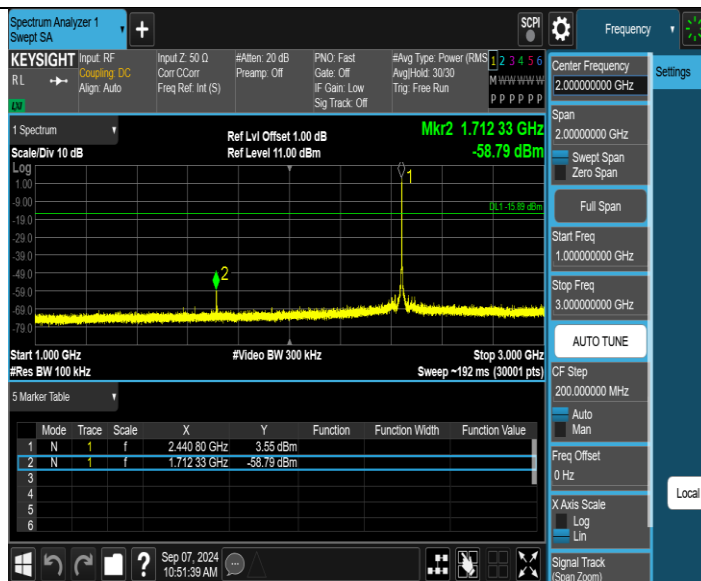 Spectrum Analyzer 1
Swept SA
+
SCPI
Frequency
KEYSIGHT
RL
LXI
Input: RF
Coupling: DC
Align: Auto
Input Z: 50 Ω
Corr CCorr
Freq Ref: Int (S)
#Atten: 20 dB
Preamp: Off
PNO: Fast
Gate: Off
IF Gain: Low
Sig Track: Off
#Avg Type: Power (RMS
Avg|Hold: 30/30
Trig: Free Run
1 2 3 4 5 6
M W W W W W
P P P P P P
1 Spectrum
Scale/Div 10 dB
Ref Lvl Offset 1.00 dB
Ref Level 11.00 dBm
Mkr2 1.712 33 GHz
-58.79 dBm
Log
1.00
-9.00
-19.0
-29.0
-39.0
-49.0
-59.0
-69.0
-79.0
1
DL1 -15.89 dBm
2
Start 1.000 GHz
#Res BW 100 kHz
#Video BW 300 kHz
Stop 3.000 GHz
Sweep ~192 ms (30001 pts)
5 Marker Table
Mode Trace Scale X Y Function Function Width Function Value
1 N 1 f 2.440 80 GHz 3.55 dBm
2 N 1 f 1.712 33 GHz -58.79 dBm
3
4
5
6
?
Sep 07, 2024
10:51:39 AM
Center Frequency
2.00000000 GHz
Settings
Span
2.00000000 GHz
Swept Span
Zero Span
Full Span
Start Freq
1.000000000 GHz
Stop Freq
3.000000000 GHz
AUTO TUNE
CF Step
200.000000 MHz
Auto
Man
Freq Offset
0 Hz
Local
X Axis Scale
Log
Lin
Signal Track
(Span Zoom)